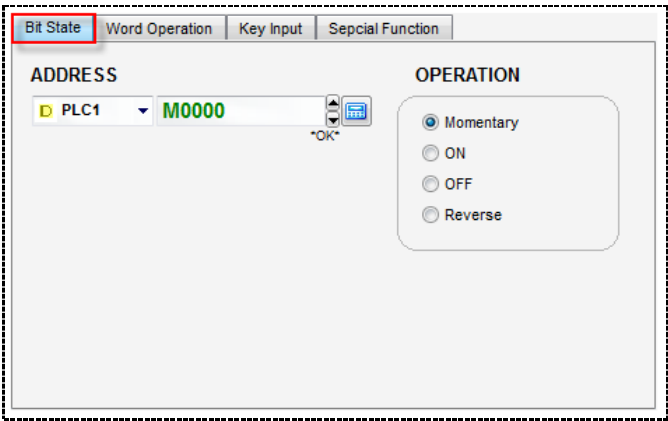 Bit State Word Operation Key Input Sepcial Function
ADDRESS
D PLC1 M0000
*OK*
OPERATION
Momentary
ON
OFF
Reverse